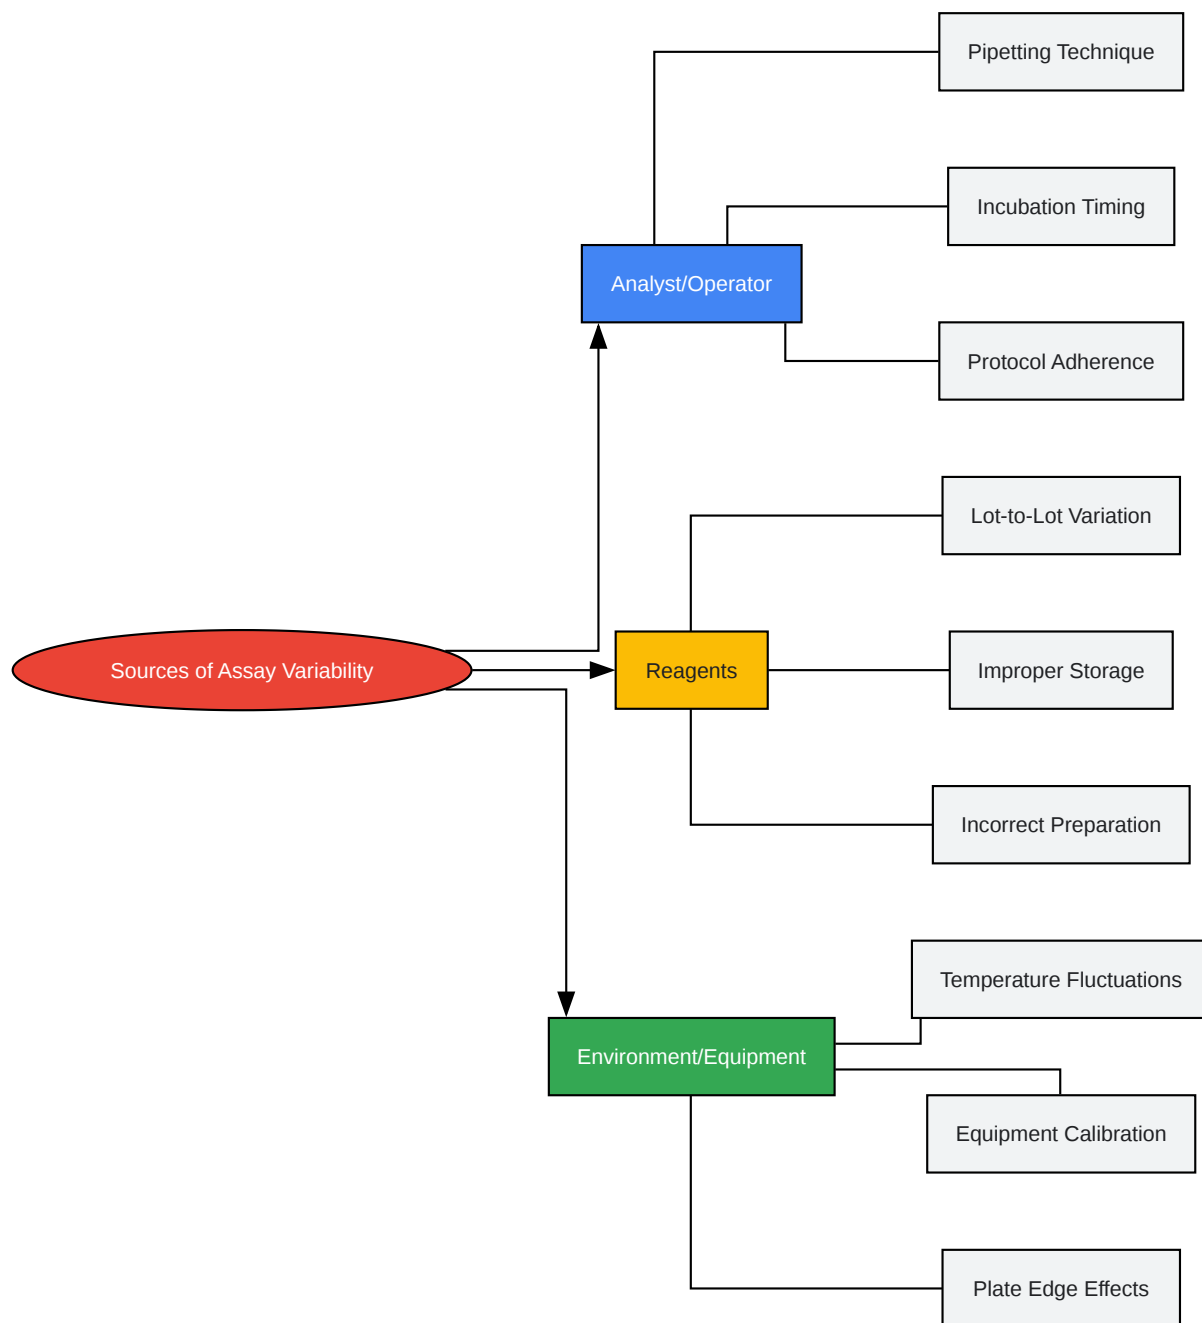 Pipetting Technique
Incubation Timing
Analyst/Operator
Protocol Adherence
Lot-to-Lot Variation
Sources of Assay Variability
Reagents
Improper Storage
Incorrect Preparation
Temperature Fluctuations
Environment/Equipment
Equipment Calibration
Plate Edge Effects